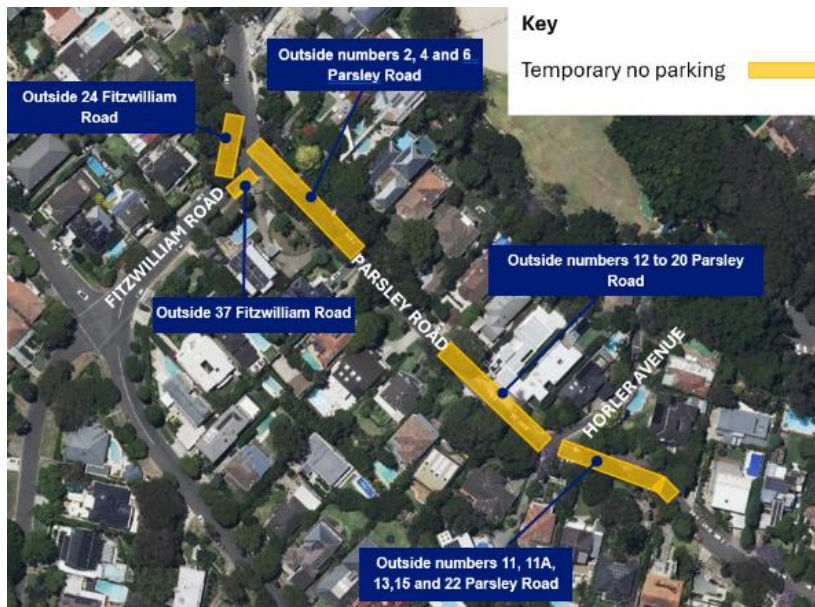 Key
Temporary no parking
Outside numbers 2, 4 and 6
Parsley Road
Outside 24 Fitzwilliam
Road
FITZWILLIAM ROAD
Outside 37 Fitzwilliam Road
PARSLEY ROAD
Outside numbers 12 to 20 Parsley
Road
HORLER AVENUE
Outside numbers 11, 11A,
13,15 and 22 Parsley Road